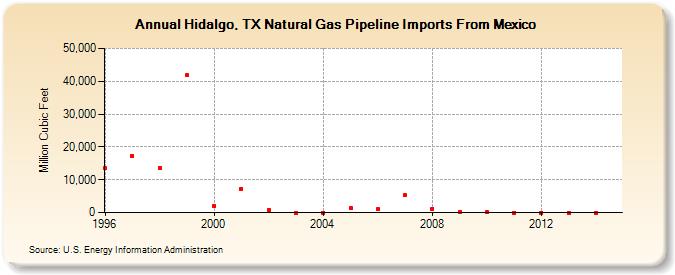 Annual Hidalgo, TX Natural Gas Pipeline Imports From Mexico
Million Cubic Feet
50,000
40,000
30,000
20,000
10,000
0
1996 2000 2004 2008 2012
Source: U.S. Energy Information Administration